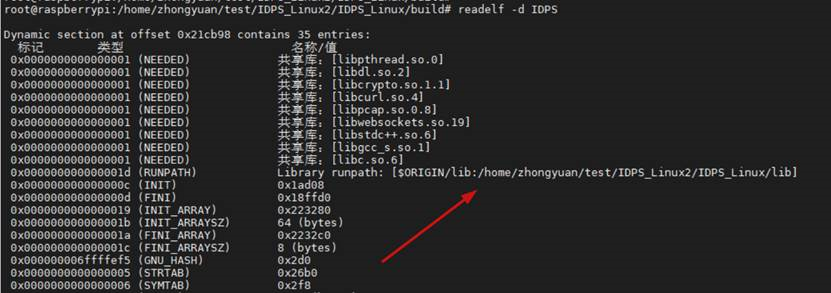 root@raspberrypi:/home/zhongyuan/test/IDPS_Linux2/IDPS_Linux/build# readelf -d IDPS
Dynamic section at offset 0x21cb98 contains 35 entries:
标记 类型 名称/值
0x0000000000000001 (NEEDED) 共享库：[libpthread.so.0]
0x0000000000000001 (NEEDED) 共享库：[libdl.so.2]
0x0000000000000001 (NEEDED) 共享库：[libcrypto.so.1.1]
0x0000000000000001 (NEEDED) 共享库：[libcurl.so.4]
0x0000000000000001 (NEEDED) 共享库：[libpcap.so.0.8]
0x0000000000000001 (NEEDED) 共享库：[libwebsockets.so.19]
0x0000000000000001 (NEEDED) 共享库：[libstdc++.so.6]
0x0000000000000001 (NEEDED) 共享库：[libgcc_s.so.1]
0x0000000000000001 (NEEDED) 共享库：[libc.so.6]
0x000000000000001d (RUNPATH) Library runpath: [$ORIGIN/lib:/home/zhongyuan/test/IDPS_Linux2/IDPS_Linux/lib]
0x000000000000000c (INIT) 0x1ad08
0x000000000000000d (FINI) 0x18ffd0
0x0000000000000019 (INIT_ARRAY) 0x223280
0x000000000000001b (INIT_ARRAYSZ) 64 (bytes)
0x000000000000001a (FINI_ARRAY) 0x2232c0
0x000000000000001c (FINI_ARRAYSZ) 8 (bytes)
0x000000006ffffef5 (GNU_HASH) 0x2d0
0x0000000000000005 (STRTAB) 0x26b0
0x0000000000000006 (SYMTAB) 0x2f8